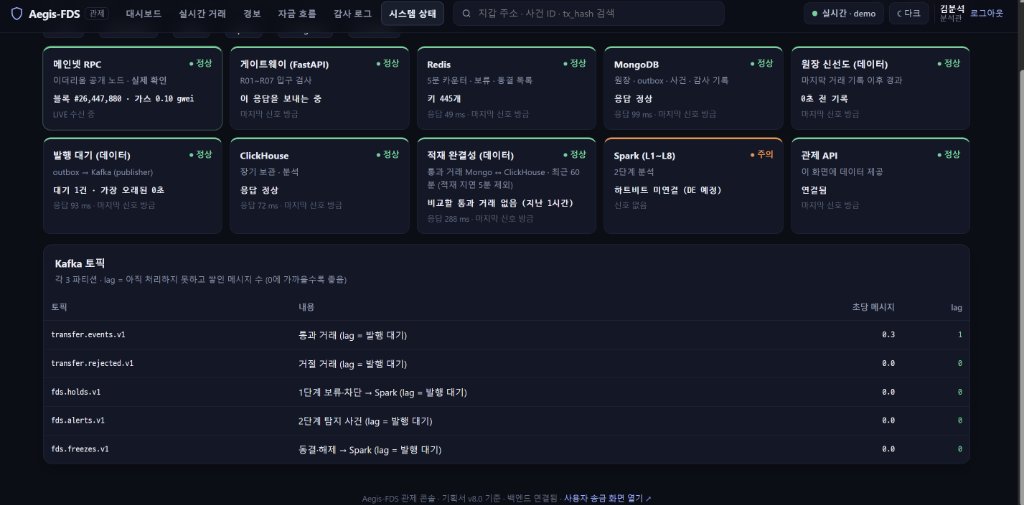 Aegis-FDS 관제 대시보드 실시간 거래 경보 자금 흐름 감사 로그 시스템 상태 지갑 주소 · 사건 ID · tx_hash 검색 실시간 · demo 다크 김분석 분석관 로그아웃
메인넷 RPC 정상
이더리움 공개 노드 · 실제 확인
블록 #26,447,880 · 가스 0.10 gwei
LIVE 수신 중
게이트웨이 (FastAPI) 정상
R01~R07 입구 검사
이 응답을 보내는 중
마지막 신호 방금
Redis 정상
5분 카운터 · 보류 · 동결 목록
키 445개
응답 49 ms · 마지막 신호 방금
MongoDB 정상
원장 · outbox · 사건 · 감사 기록
응답 정상
응답 99 ms · 마지막 신호 방금
원장 신선도 (데이터) 정상
마지막 거래 기록 이후 경과
0초 전 기록
마지막 신호 방금
발행 대기 (데이터) 정상
outbox ↔ Kafka (publisher)
대기 1건 · 가장 오래된 0초
응답 93 ms · 마지막 신호 방금
ClickHouse 정상
장기 보관 · 분석
응답 정상
응답 72 ms · 마지막 신호 방금
적재 완결성 (데이터) 정상
통과 거래 Mongo ↔ ClickHouse · 최근 60
분 (적재 지연 5분 제외)
비교할 통과 거래 없음 (지난 1시간)
응답 288 ms · 마지막 신호 방금
Spark (L1~L8) 주의
2단계 분석
하트비트 미연결 (DE 예정)
신호 없음
관제 API 정상
이 화면에 데이터 제공
연결됨
마지막 신호 방금
Kafka 토픽
각 3 파티션 · lag = 아직 처리하지 못하고 쌓인 메시지 수 (0에 가까울수록 좋음)
토픽 내용 초당 메시지 lag
transfer.events.v1 통과 거래 (lag = 발행 대기) 0.3 1
transfer.rejected.v1 거절 거래 (lag = 발행 대기) 0.0 0
fds.holds.v1 1단계 보류·차단 → Spark (lag = 발행 대기) 0.0 0
fds.alerts.v1 2단계 탐지 사건 (lag = 발행 대기) 0.0 0
fds.freezes.v1 동결·해제 → Spark (lag = 발행 대기) 0.0 0
Aegis-FDS 관제 콘솔 · 기획서 v8.0 기준 · 백엔드 연결됨 · 사용자 송금 화면 열기 ↗